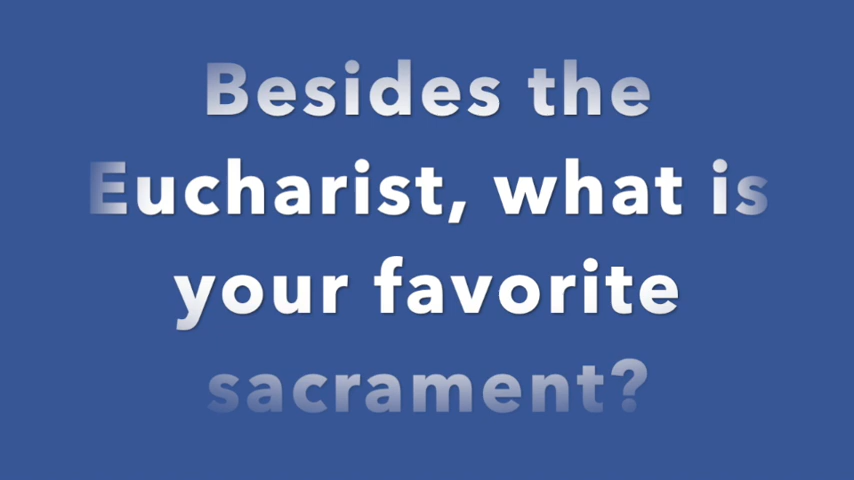 Besides the
Eucharist, what is
your favorite
sacrament?